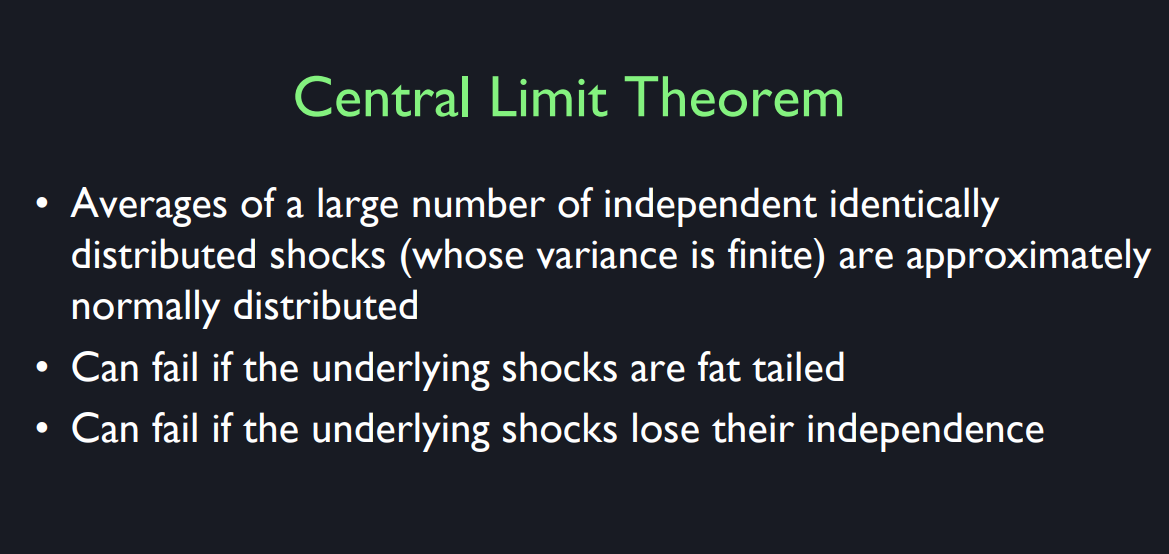 Central Limit Theorem
• Averages of a large number of independent identically
distributed shocks (whose variance is finite) are approximately
normally distributed
• Can fail if the underlying shocks are fat tailed
• Can fail if the underlying shocks lose their independence